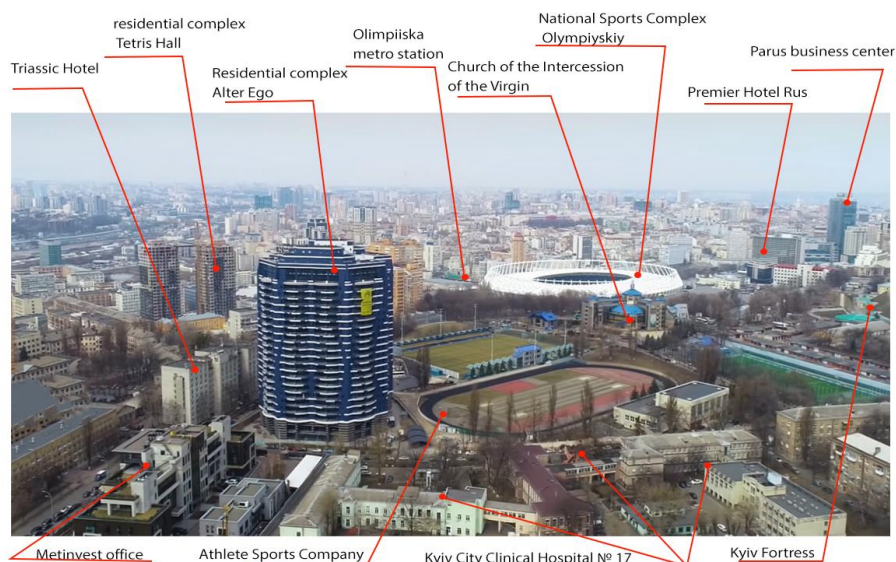 residential complex
Tetris Hall
National Sports Complex
Olympiyskiy
Olimpiiska
metro station
Parus business center
Triassic Hotel
Residential complex
Alter Ego
Church of the Intercession
of the Virgin
Premier Hotel Rus
Metinvest office
Athlete Sports Company
Kyiv City Clinical Hospital № 17
Kyiv Fortress